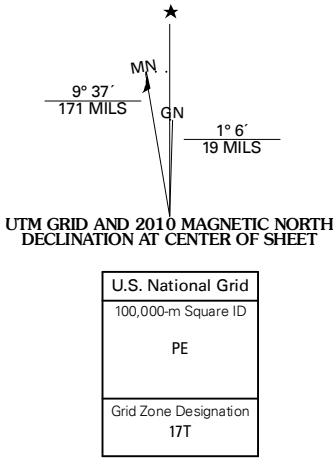 ★
MN
9° 37´
171 MILS
GN
1° 6´
19 MILS
UTM GRID AND 2010 MAGNETIC NORTH
DECLINATION AT CENTER OF SHEET
U.S. National Grid
100,000-m Square ID
PE
Grid Zone Designation
17T